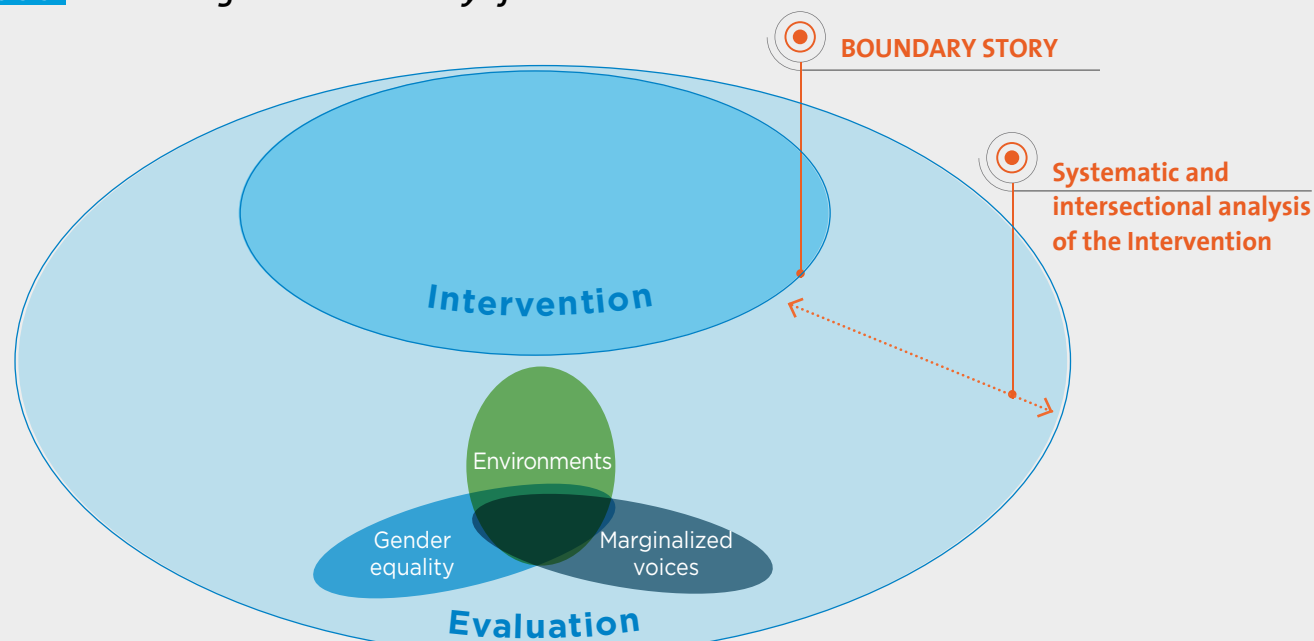 BOUNDARY STORY
Systematic and
intersectional analysis
of the Intervention
Intervention
Environments
Gender
equality
Marginalized
voices
Evaluation